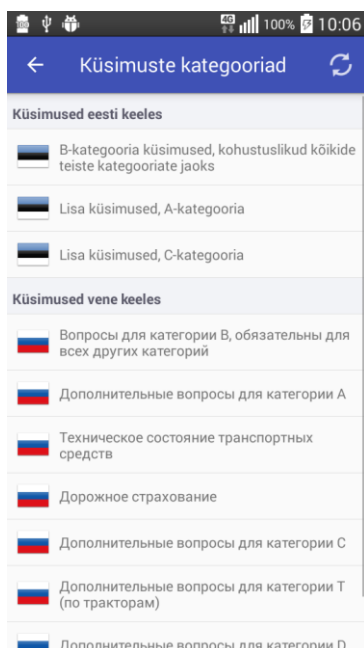 4G 100% 10:06
Küsimuste kategooriad
Küsimused eesti keeles
B-kategooria küsimused, kohustuslikud kõikide
teiste kategooriate jaoks
Lisa küsimused, A-kategooria
Lisa küsimused, C-kategooria
Küsimused vene keeles
Вопросы для категории B, обязательны для
всех других категорий
Дополнительные вопросы для категории A
Техническое состояние транспортных
средств
Дорожное страхование
Дополнительные вопросы для категории C
Дополнительные вопросы для категории T
(по тракторам)
Дополнительные вопросы для категории D